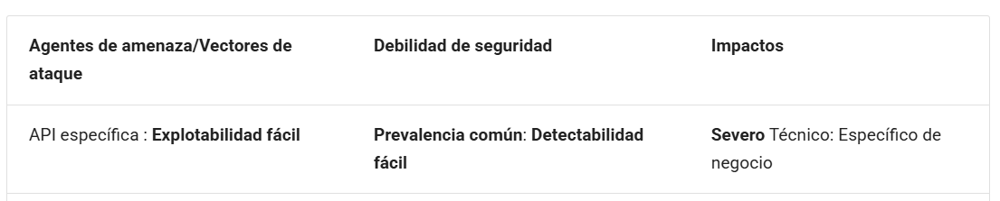 Agentes de amenaza/Vectores de
ataque
Debilidad de seguridad
Impactos
API específica : Explotabilidad fácil
Prevalencia común: Detectabilidad
fácil
Severo Técnico: Específico de
negocio